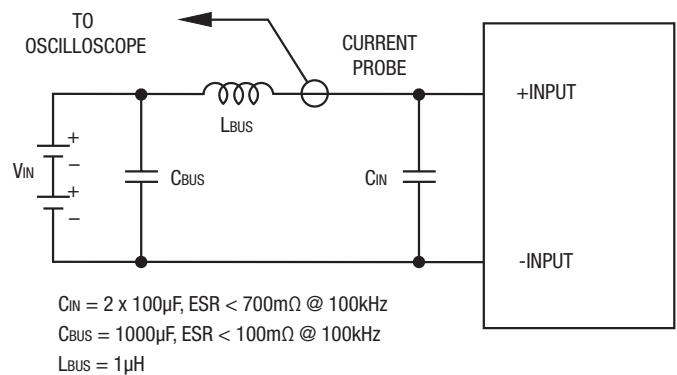 TO
OSCILLOSCOPE
CURRENT
PROBE
+INPUT
LBUS
+
VIN
−
+
−
CBUS
CIN
-INPUT
CIN = 2 x 100µF, ESR < 700mΩ @ 100kHz
CBUS = 1000µF, ESR < 100mΩ @ 100kHz
LBUS = 1µH